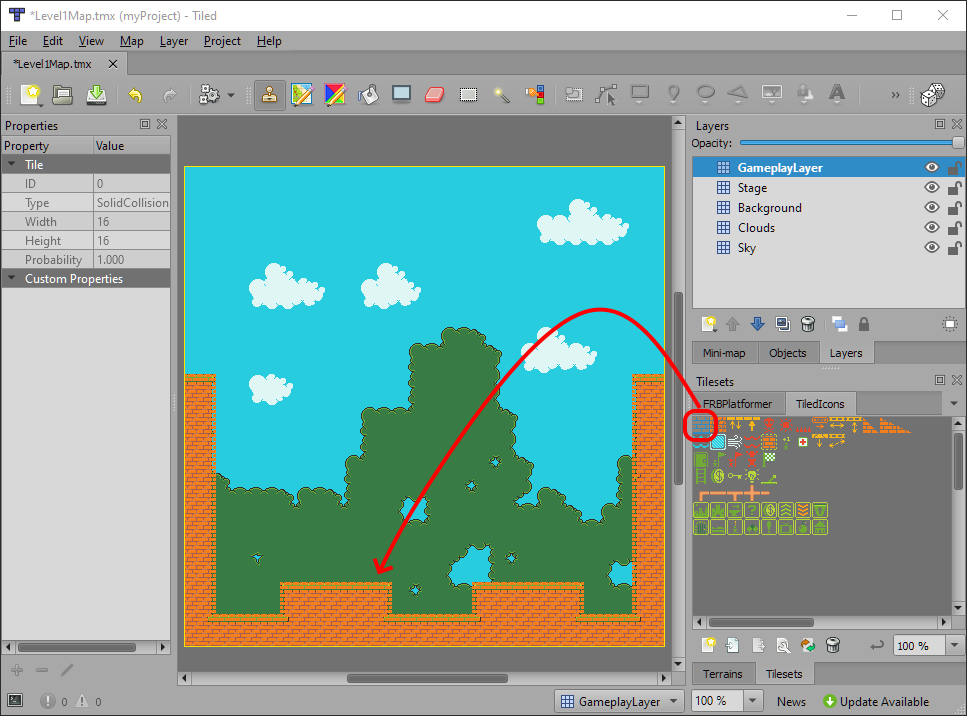 *Level1Map.tmx (myProject) - Tiled
File Edit View Map Layer Project Help
*Level1Map.tmx
Properties
Property Value
Tile
ID 0
Type SolidCollision
Width 16
Height 16
Probability 1.000
Custom Properties
0 0
Layers
Opacity:
GameplayLayer
Stage
Background
Clouds
Sky
Mini-map Objects Layers
Tilesets
FRBPlatformer TiledIcons
100 %
Terrains Tilesets
GameplayLayer 100 % News Update Available